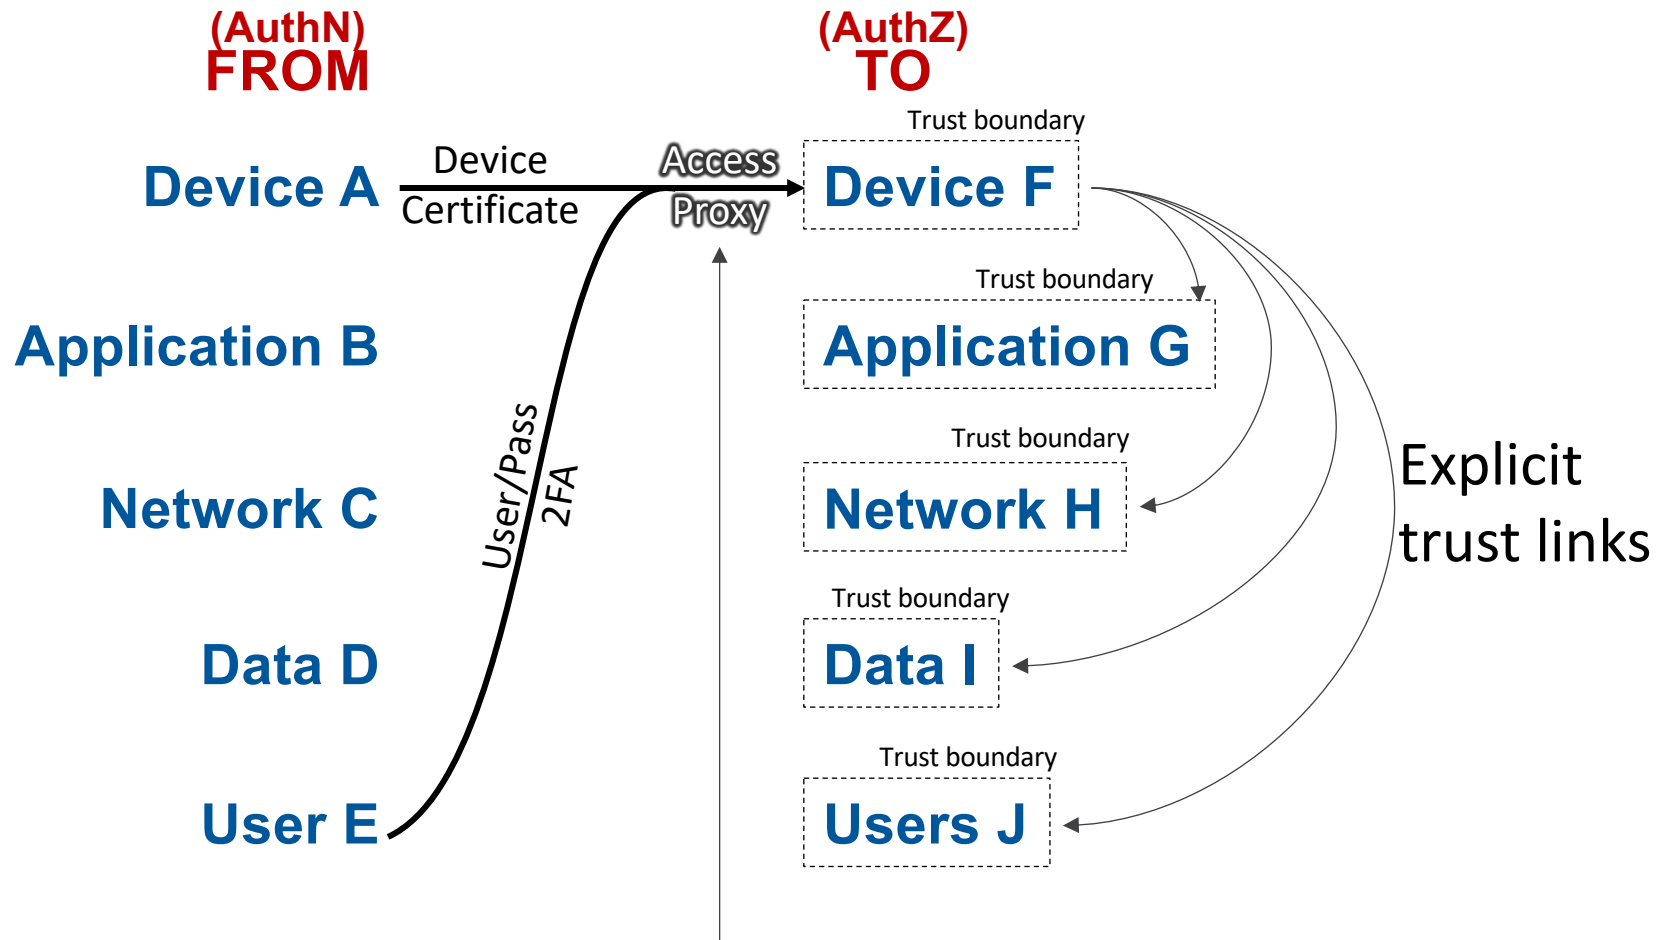 (AuthN)
FROM
(AuthZ)
TO
Trust boundary
Device A
Device
Certificate
Access
Proxy
Device F
Trust boundary
Application B
Application G
User/Pass
2FA
Trust boundary
Network C
Network H
Explicit
trust links
Trust boundary
Data D
Data I
Trust boundary
User E
Users J